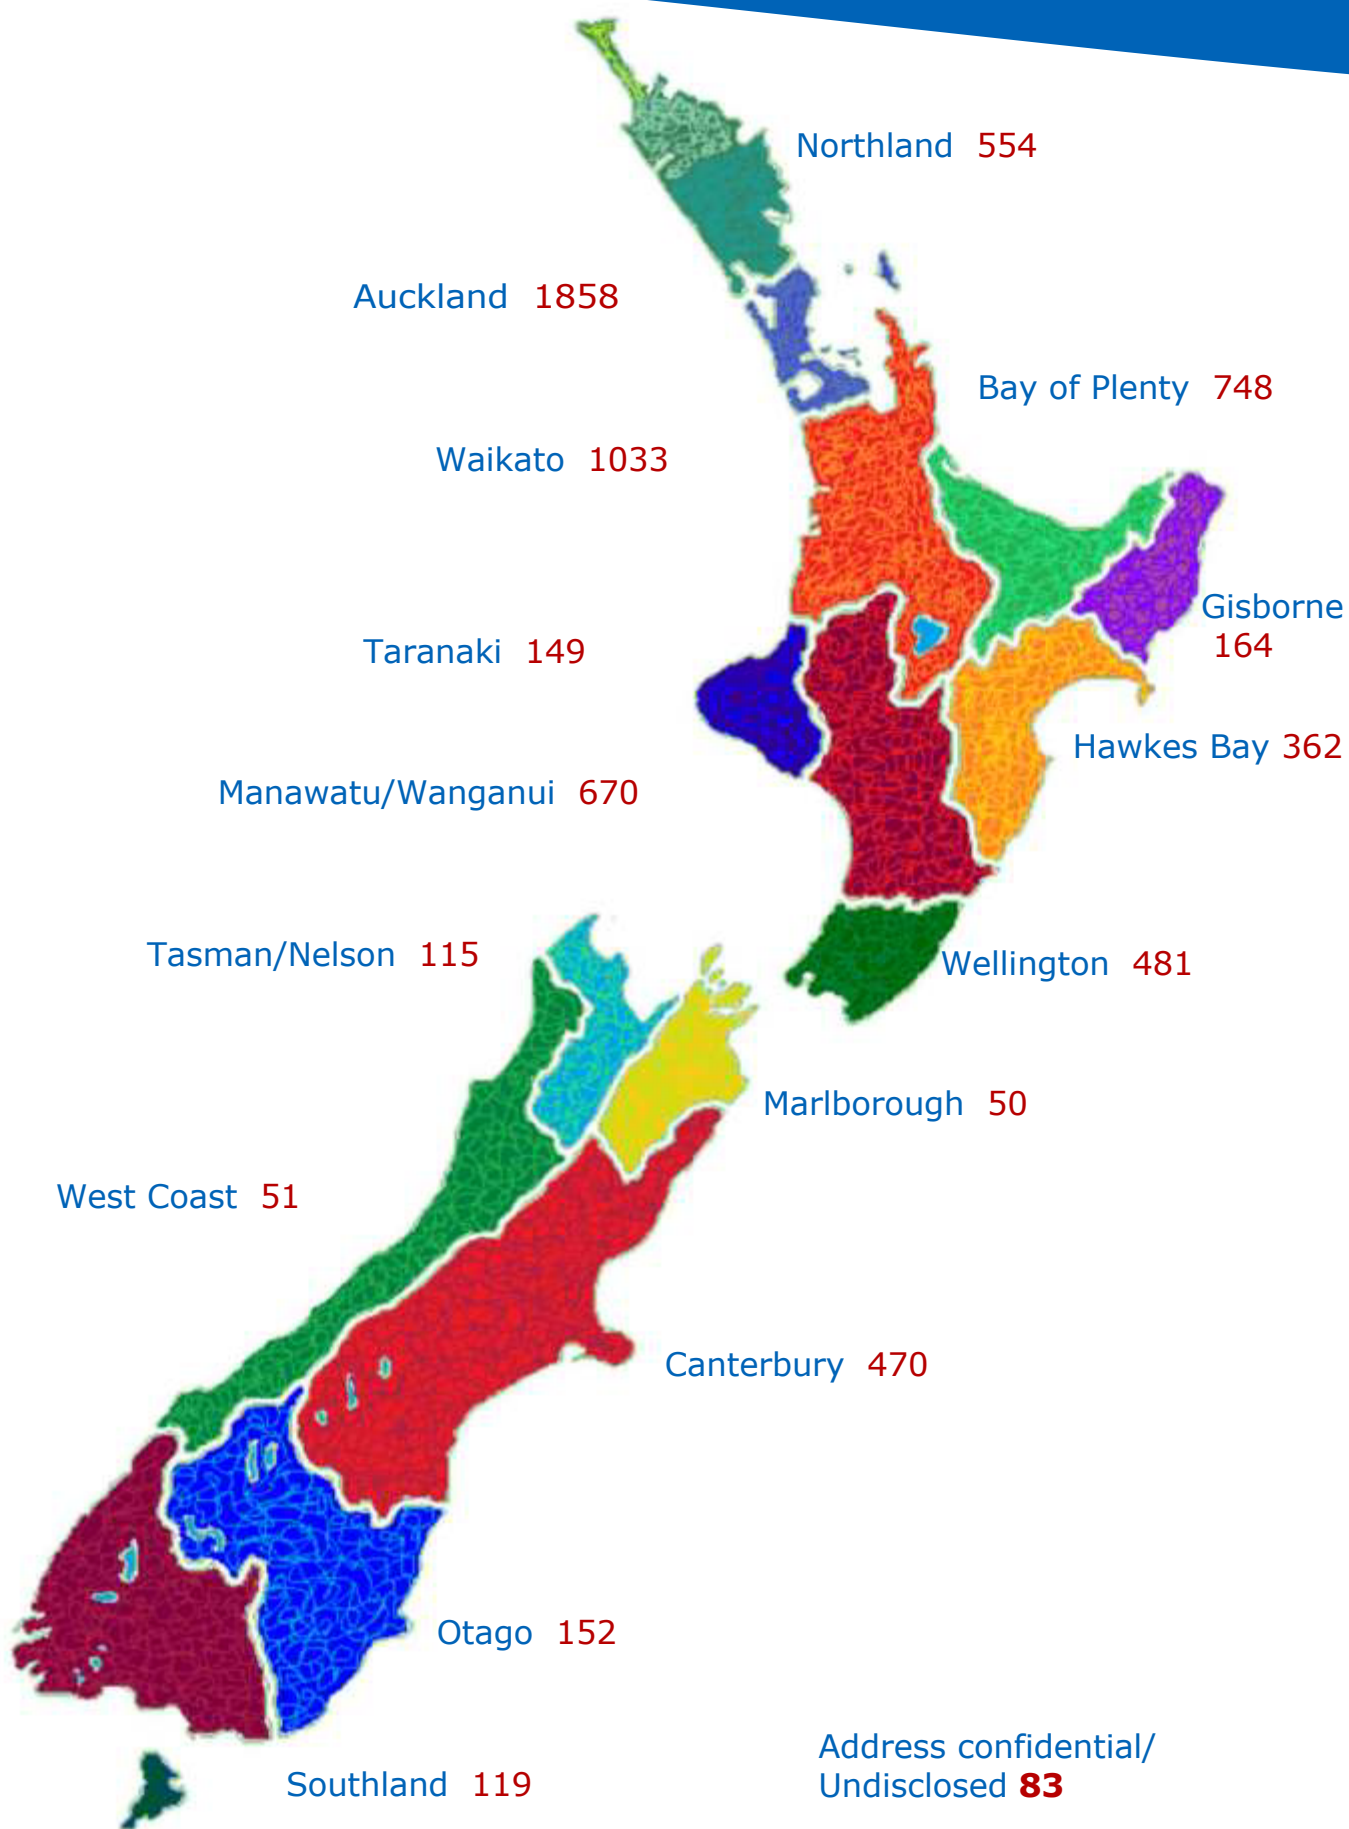 Northland 554
Auckland 1858
Bay of Plenty 748
Waikato 1033
Gisborne
164
Taranaki 149
Hawkes Bay 362
Manawatu/Wanganui 670
Tasman/Nelson 115
Wellington 481
Marlborough 50
West Coast 51
Canterbury 470
Otago 152
Address confidential/
Undisclosed 83
Southland 119